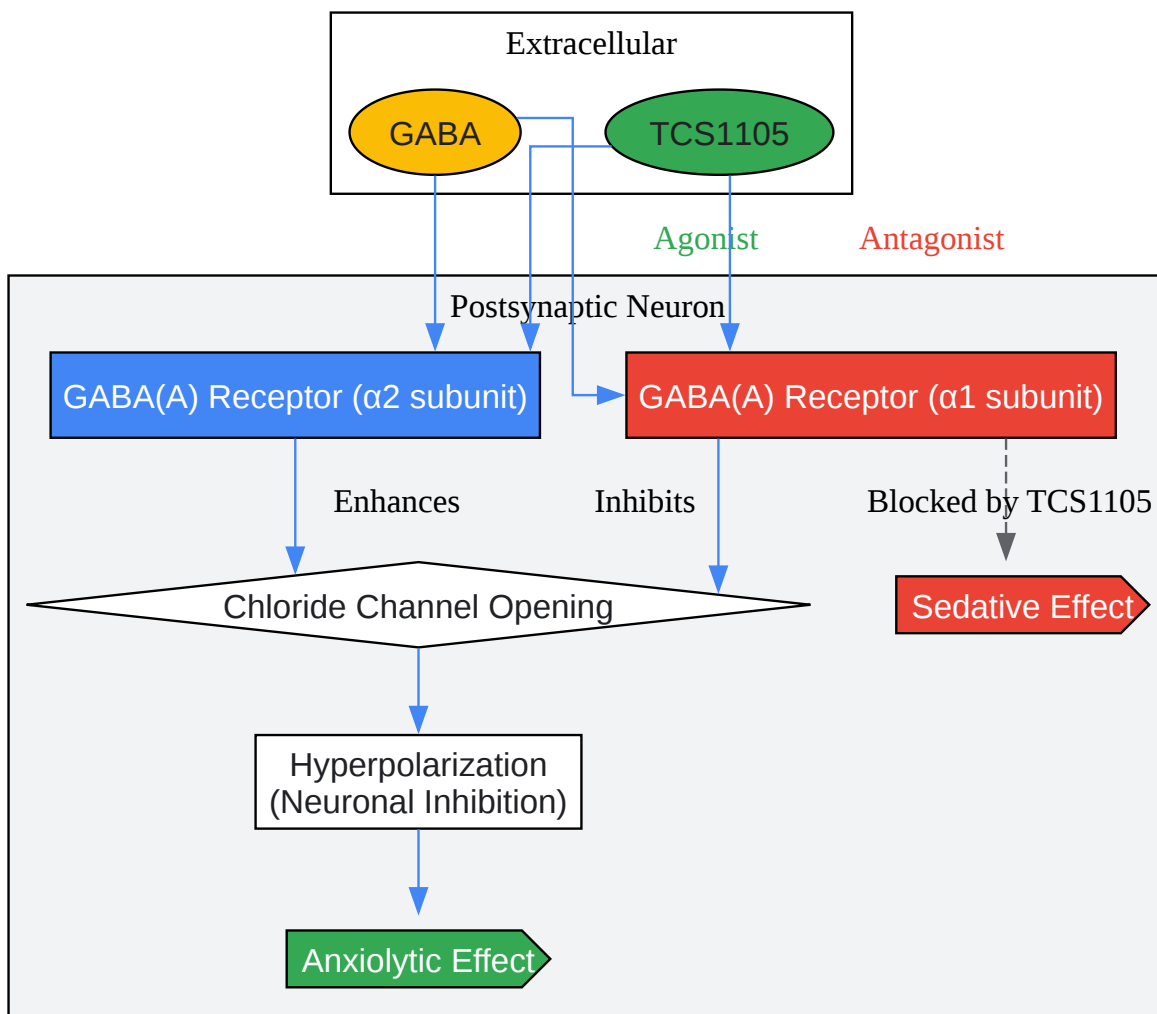 Extracellular
GABA
TCS1105
Agonist
Antagonist
Postsynaptic Neuron
GABA(A) Receptor (α2 subunit)
GABA(A) Receptor (α1 subunit)
Enhances
Inhibits
Blocked by TCS1105
Chloride Channel Opening
Sedative Effect
Hyperpolarization
(Neuronal Inhibition)
Anxiolytic Effect